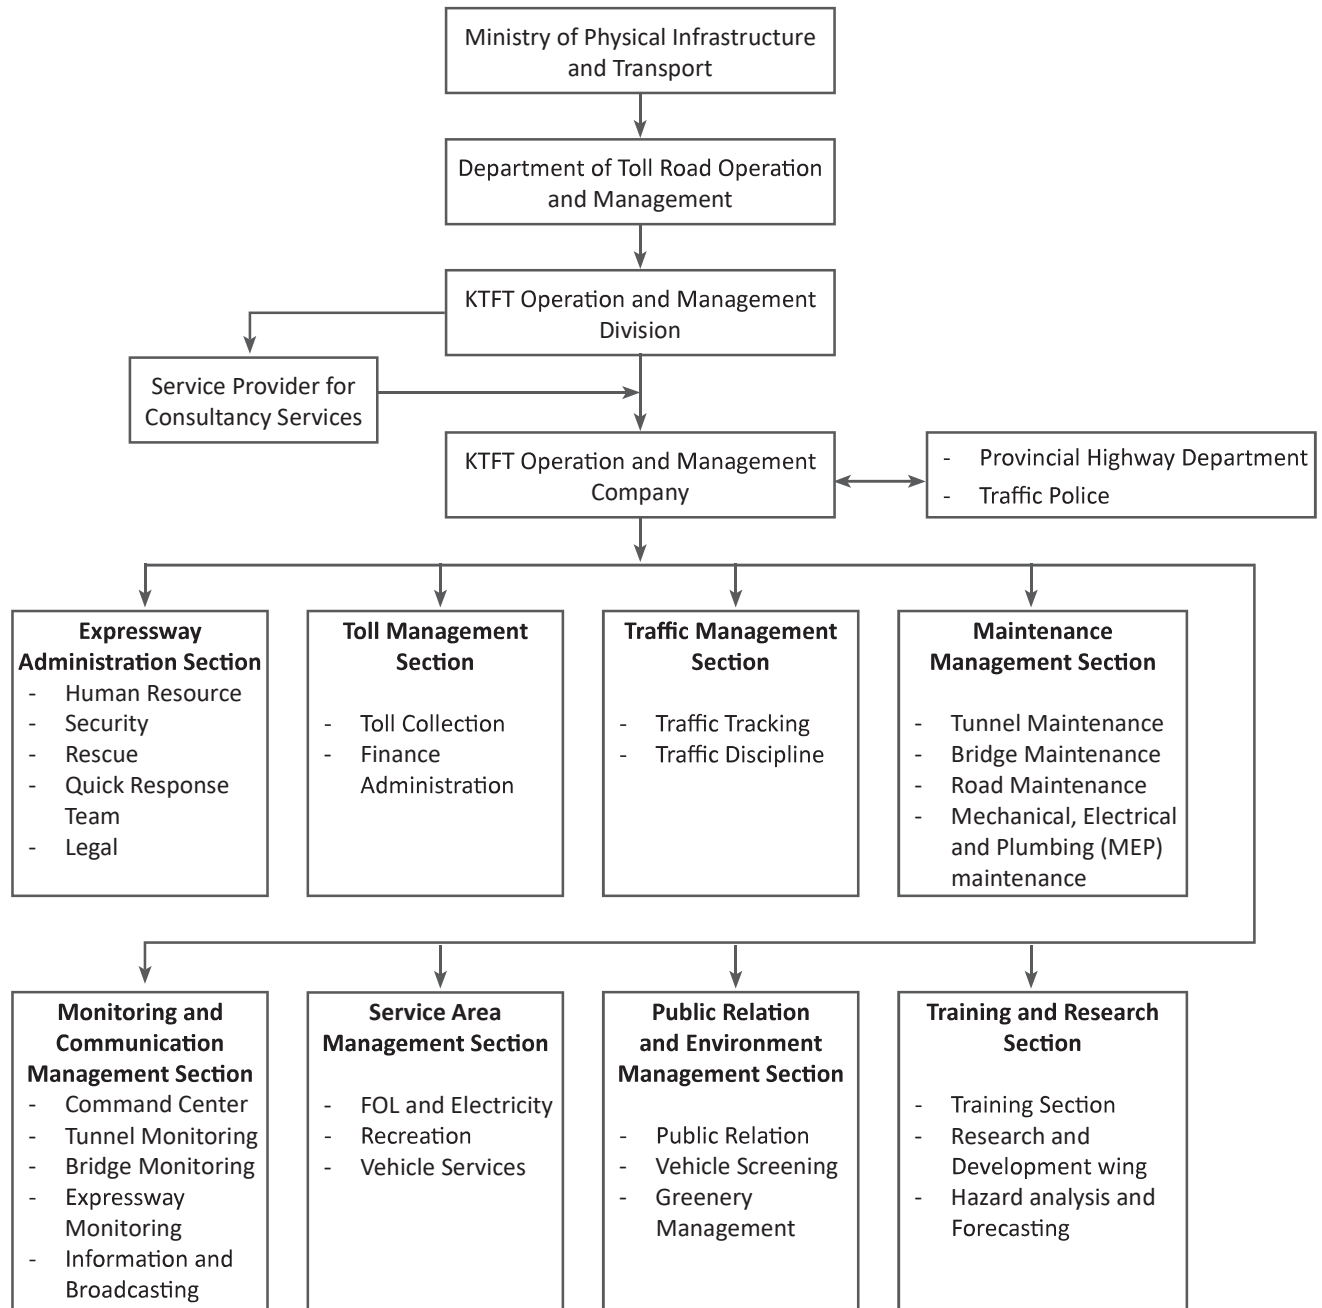 Ministry of Physical Infrastructure
and Transport
Department of Toll Road Operation
and Management
KTFT Operation and Management
Division
Service Provider for
Consultancy Services
KTFT Operation and Management
Company
- Provincial Highway Department
- Traffic Police
Expressway
Administration Section
- Human Resource
- Security
- Rescue
- Quick Response
Team
- Legal
Toll Management
Section
- Toll Collection
- Finance
Administration
Traffic Management
Section
- Traffic Tracking
- Traffic Discipline
Maintenance
Management Section
- Tunnel Maintenance
- Bridge Maintenance
- Road Maintenance
- Mechanical, Electrical
and Plumbing (MEP)
maintenance
Monitoring and
Communication
Management Section
- Command Center
- Tunnel Monitoring
- Bridge Monitoring
- Expressway
Monitoring
- Information and
Broadcasting
Service Area
Management Section
- FOL and Electricity
- Recreation
- Vehicle Services
Public Relation
and Environment
Management Section
- Public Relation
- Vehicle Screening
- Greenery
Management
Training and Research
Section
- Training Section
- Research and
Development wing
- Hazard analysis and
Forecasting